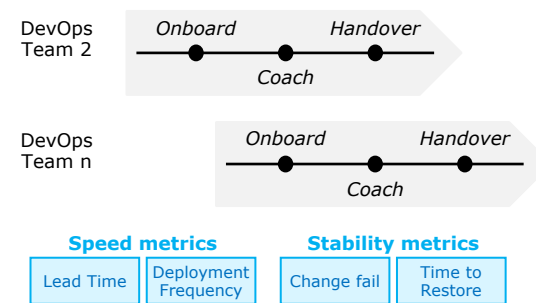 DevOps
Team 2
Onboard
Handover
Coach
DevOps
Team n
Onboard
Handover
Coach
Speed metrics
Stability metrics
Lead Time
Deployment
Frequency
Change fail
Time to
Restore